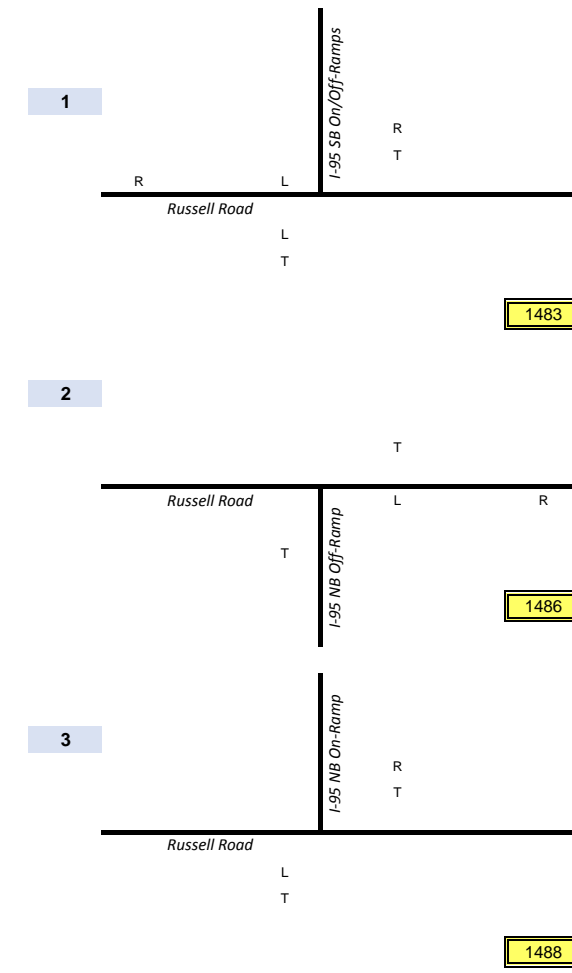 I-95 SB On/Off-Ramps
1
R
T
R L
Russell Road
L
T
1483
2
T
Russell Road L R
I-95 NB Off-Ramp
T
1486
I-95 NB On-Ramp
3
R
T
Russell Road
L
T
1488